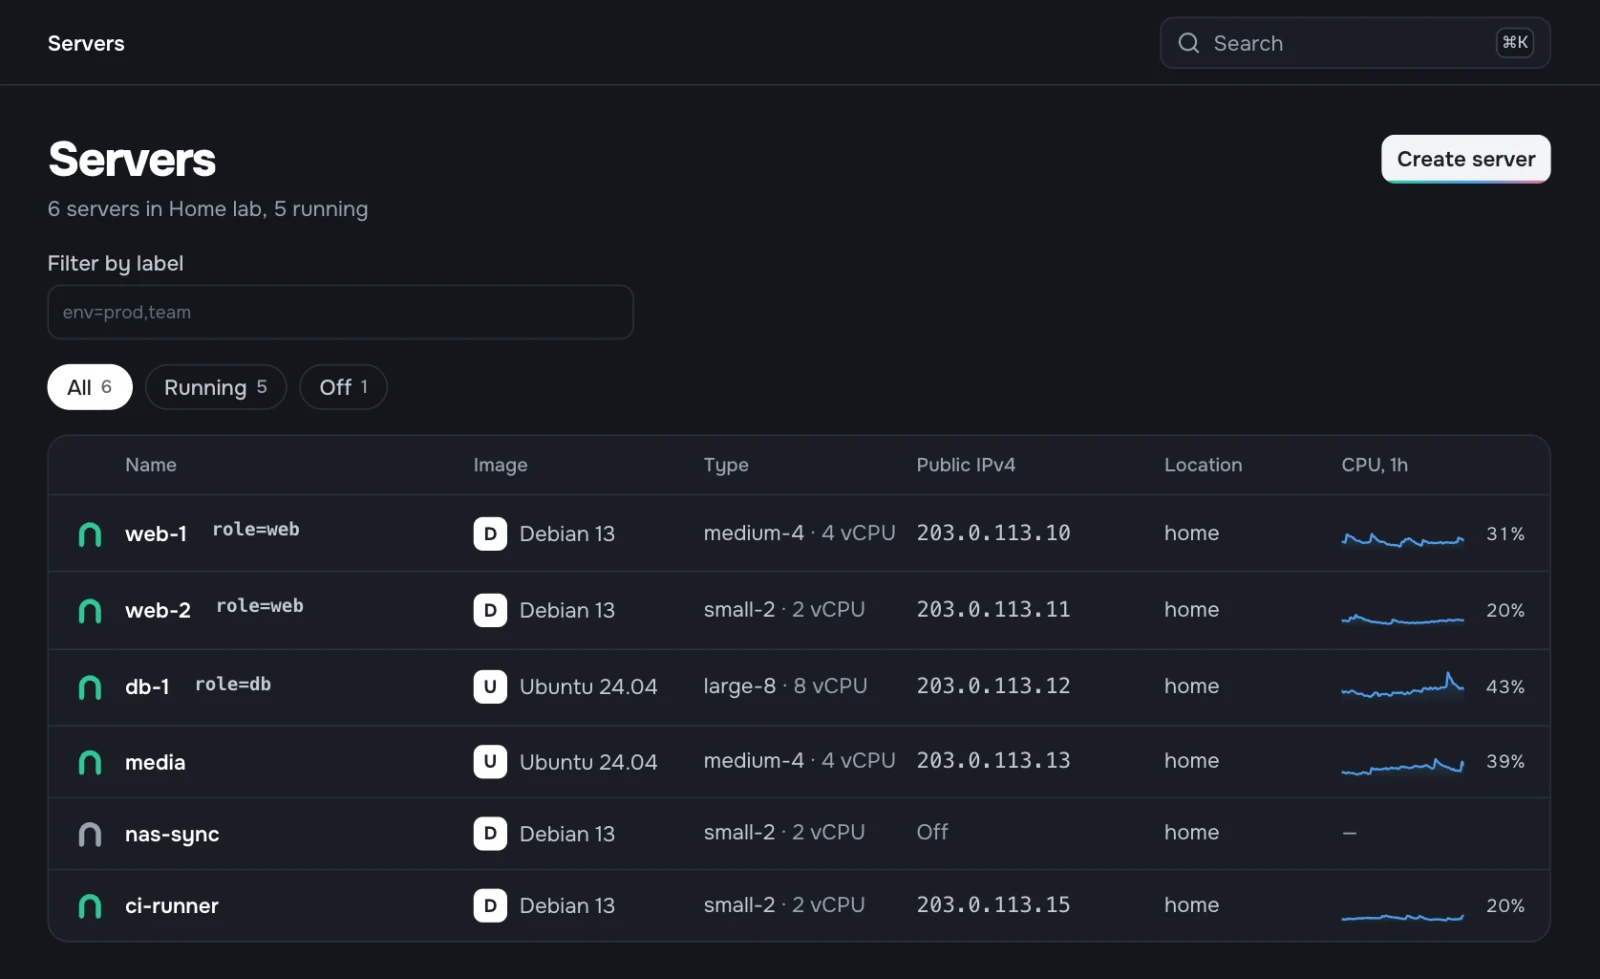 Servers
Search ⌘K
Servers
Create server
6 servers in Home lab, 5 running
Filter by label
env=prod,team
All 6 Running 5 Off 1
Name Image Type Public IPv4 Location CPU, 1h
web-1 role=web D Debian 13 medium-4 · 4 vCPU 203.0.113.10 home 31%
web-2 role=web D Debian 13 small-2 · 2 vCPU 203.0.113.11 home 20%
db-1 role=db U Ubuntu 24.04 large-8 · 8 vCPU 203.0.113.12 home 43%
media U Ubuntu 24.04 medium-4 · 4 vCPU 203.0.113.13 home 39%
nas-sync D Debian 13 small-2 · 2 vCPU Off home –
ci-runner D Debian 13 small-2 · 2 vCPU 203.0.113.15 home 20%